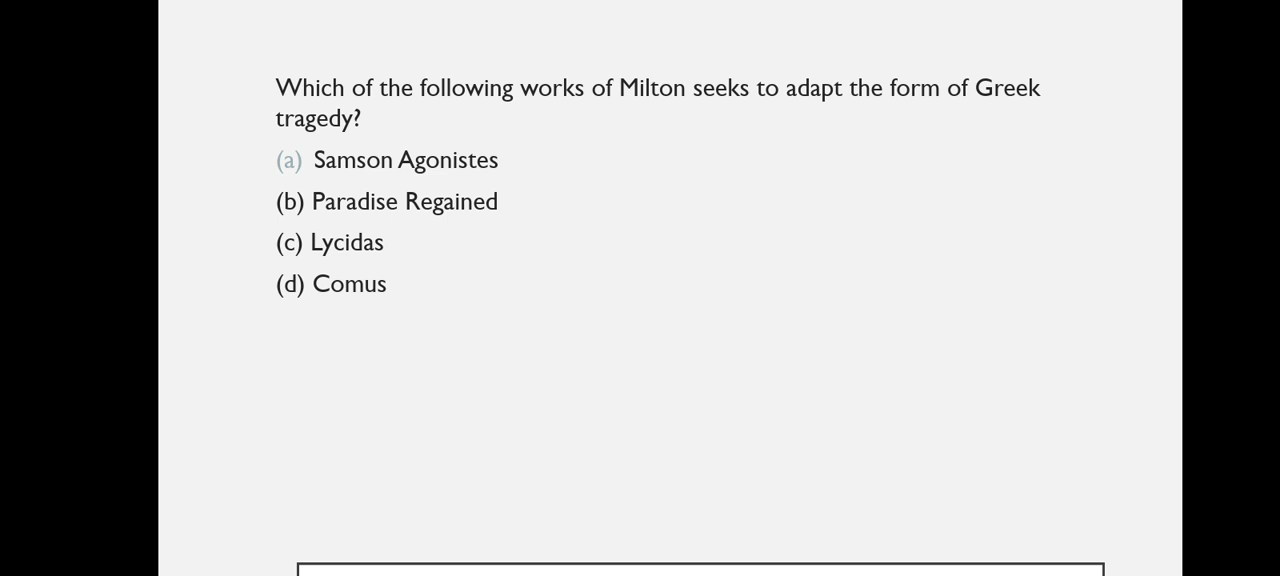 Which of the following works of Milton seeks to adapt the form of Greek
tragedy?
(a) Samson Agonistes
(b) Paradise Regained
(c) Lycidas
(d) Comus